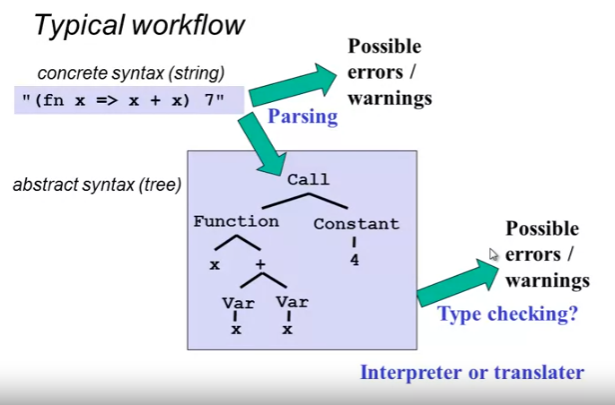 Typical workflow
concrete syntax (string)
"(fn x => x + x) 7"
Possible
errors /
warnings
Parsing
abstract syntax (tree)
Call
Function Constant
x + 4
Var Var
x x
Possible
errors /
warnings
Type checking?
Interpreter or translater